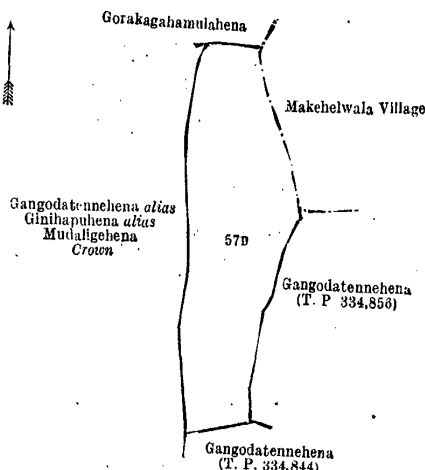 Gorakagahamulahena
Makehelwala Village
Gangodatennehena alias
Ginihapuhena alias
Mudaligehena
Crown
57D
Gangodatennehena
(T. P 334,856)
Gangodatennehena
(T. P. 334,844)